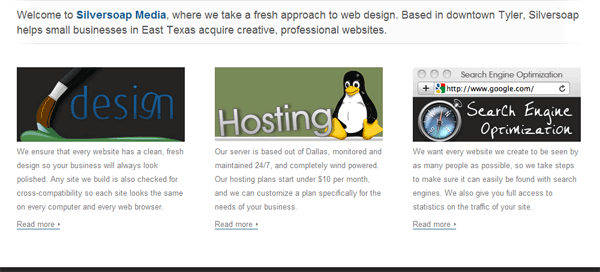 Welcome to Silversoap Media, where we take a fresh approach to web design. Based in downtown Tyler, Silversoap
helps small businesses in East Texas acquire creative, professional websites.
design
We ensure that every website has a clean, fresh
design so your business will always look
polished. Any site we build is also checked for
cross-compatibility so each site looks the same
on every computer and every web browser.
Read more
Hosting
Our server is based out of Dallas, monitored and
maintained 24/7, and completely wind powered.
Our hosting plans start under $10 per month,
and we can customize a plan specifically for the
needs of your business.
Read more
Search Engine Optimization
http://www.google.com/
Search Engine
Optimization
We want every website we create to be seen by
as many people as possible, so we take steps
to make sure it can easily be found with search
engines. We also give you full access to
statistics on the traffic of your site.
Read more